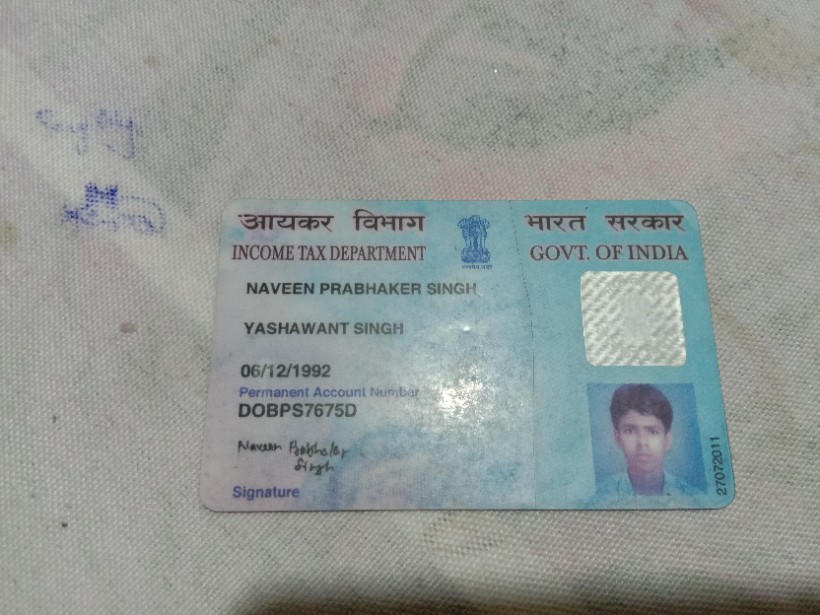 आयकर विभाग
INCOME TAX DEPARTMENT
भारत सरकार
GOVT. OF INDIA
NAVEEN PRABHAKER SINGH
YASHAWANT SINGH
06/12/1992
Permanent Account Number
DOBPS7675D
Naveen Prabhaker
Singh
Signature
27072011